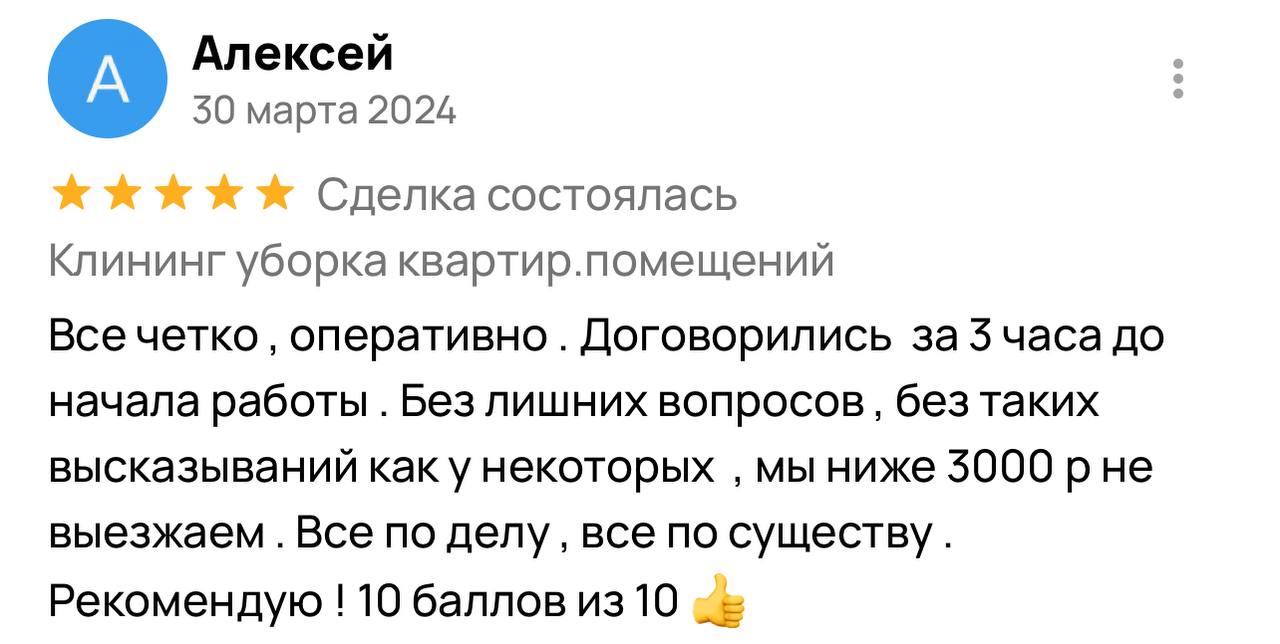 А
Алексей
30 марта 2024
Сделка состоялась
Клининг уборка квартир.помещений
Все четко , оперативно . Договорились  за 3 часа до
начала работы . Без лишних вопросов , без таких
высказываний как у некоторых  , мы ниже 3000 р не
выезжаем . Все по делу , все по существу .
Рекомендую ! 10 баллов из 10 👍